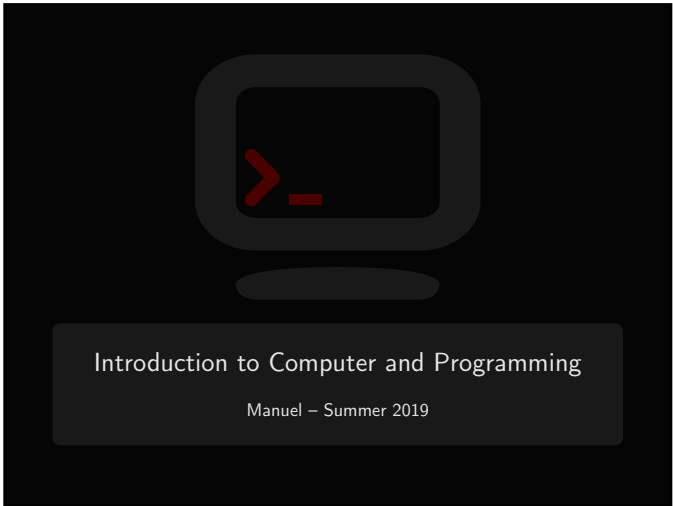 Introduction to Computer and Programming
Manuel – Summer 2019